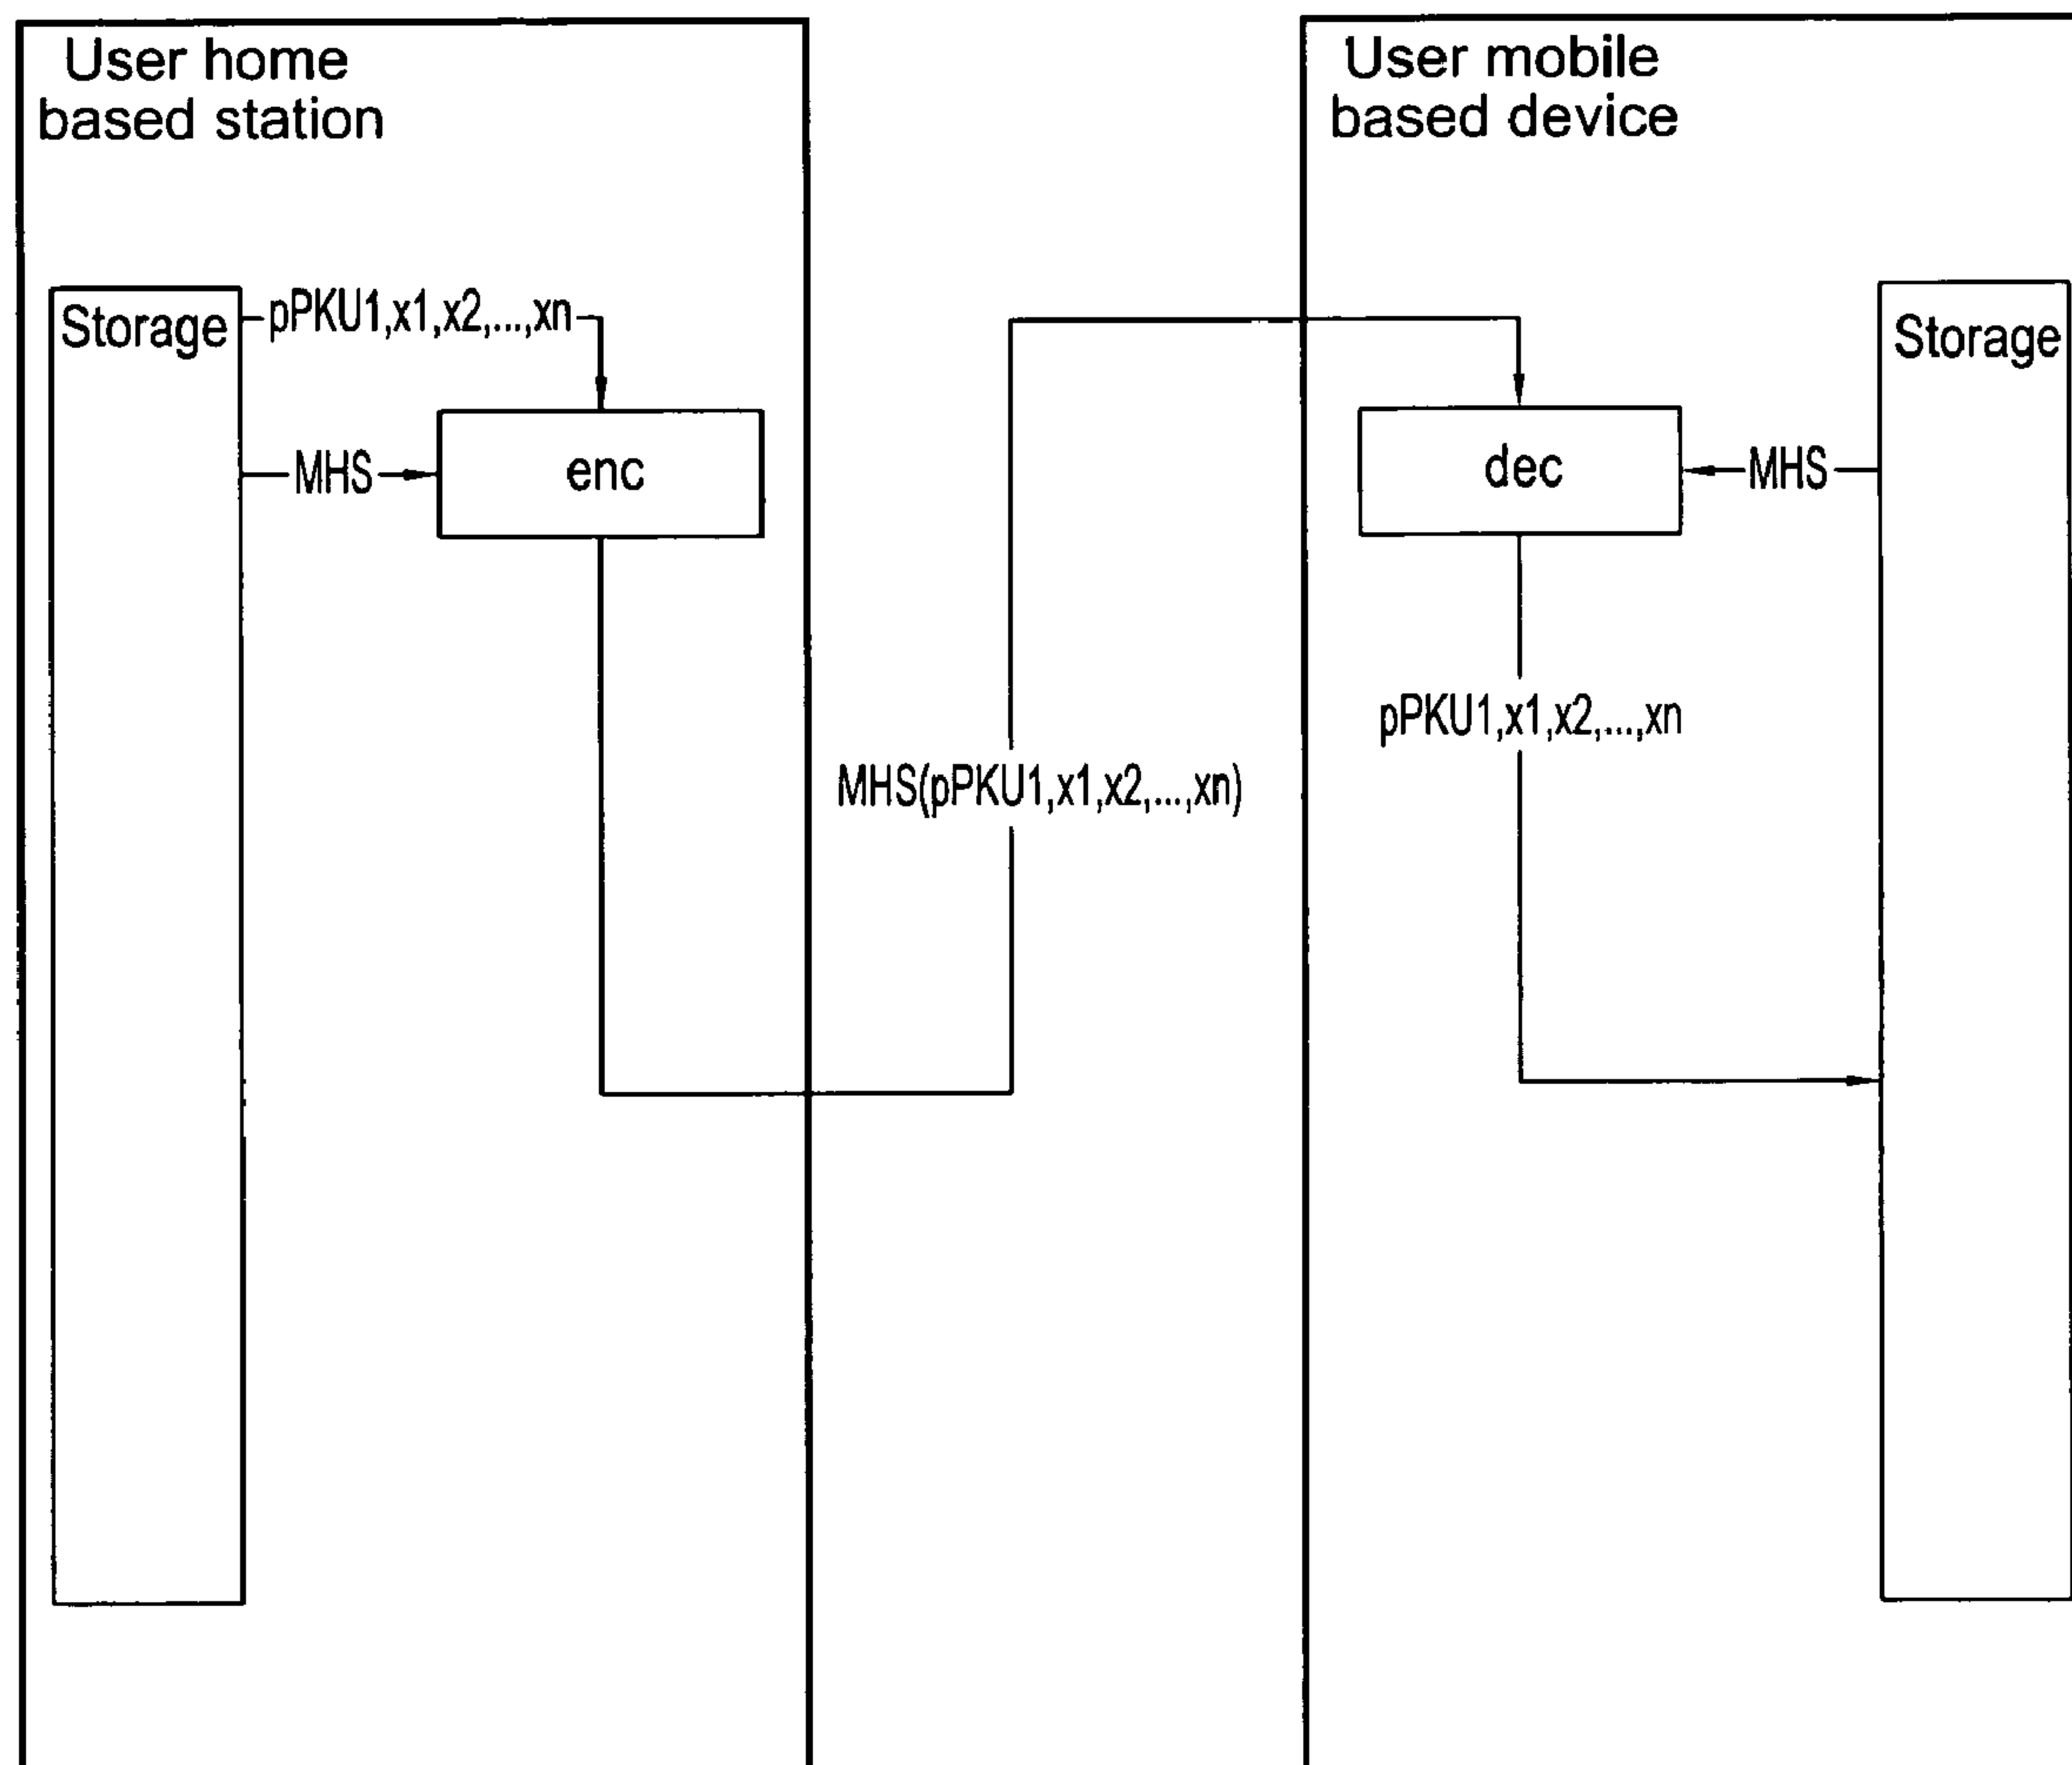 User home
based station
User mobile
based device
Storage
pPKU1,x1,x2,...,xn
MHS
enc
MHS(pPKU1,x1,x2,...,xn)
dec
MHS
Storage
pPKU1,x1,x2,...,xn